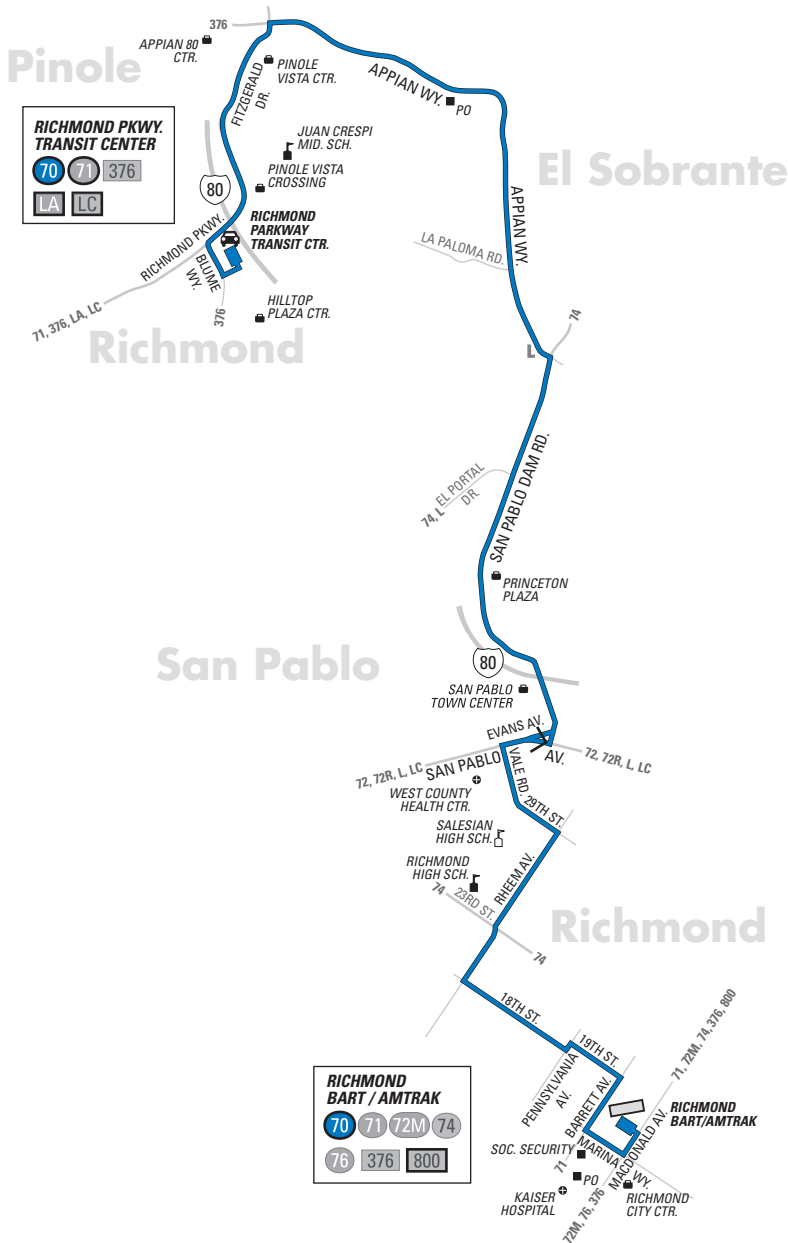 376
APPIAN 80
CTR.
Pinole
PINOLE
VISTA CTR.
FITZGERALD
DR.
APPIAN WY.
PO
RICHMOND PKWY.
TRANSIT CENTER
70 71 376
LA LC
JUAN CRESPI
MID. SCH.
PINOLE VISTA
CROSSING
80
El Sobrante
APPIAN WY.
RICHMOND
PARKWAY
TRANSIT CTR.
RICHMOND PKWY.
BLUME
WY.
LA PALOMA RD.
71, 376, LA, LC
376
HILLTOP
PLAZA CTR.
74
Richmond
L
SAN PABLO DAM RD.
EL PORTAL
DR.
74, L
PRINCETON
PLAZA
San Pablo
80
SAN PABLO
TOWN CENTER
EVANS AV.
SAN PABLO
AV.
72, 72R, L, LC
72, 72R, L, LC
VALE RD.
WEST COUNTY
HEALTH CTR.
29TH ST.
SALESIAN
HIGH SCH.
RICHMOND
HIGH SCH.
RHEEM AV.
74
23RD ST.
Richmond
74
18TH ST.
19TH ST.
71, 72M, 74, 376, 800
PENNSYLVANIA
AV.
BARRETT AV.
RICHMOND
BART / AMTRAK
70 71 72M 74
76 376 800
RICHMOND
BART/AMTRAK
MACDONALD AV.
MARINA
WY.
SOC. SECURITY
71
PO
KAISER
HOSPITAL
72M, 76, 376
RICHMOND
CITY CTR.